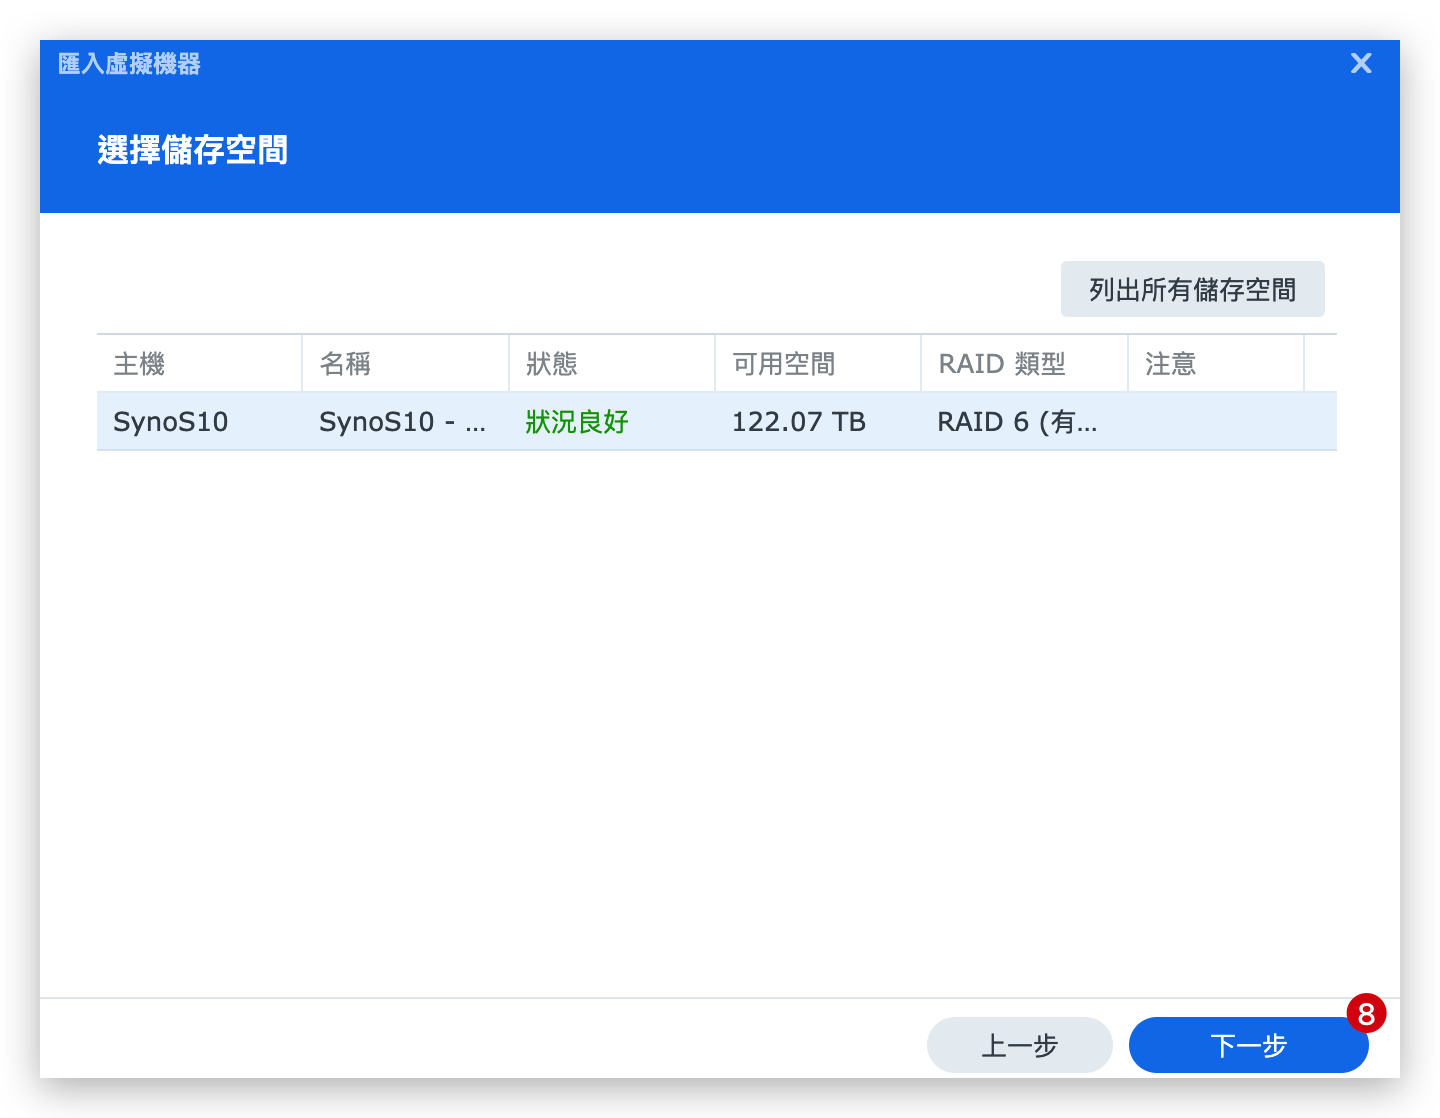 匯入虛擬機器
選擇儲存空間
列出所有儲存空間
主機 名稱 狀態 可用空間 RAID 類型 注意
SynoS10 SynoS10 - ... 狀況良好 122.07 TB RAID 6 (有...
8
上一步 下一步